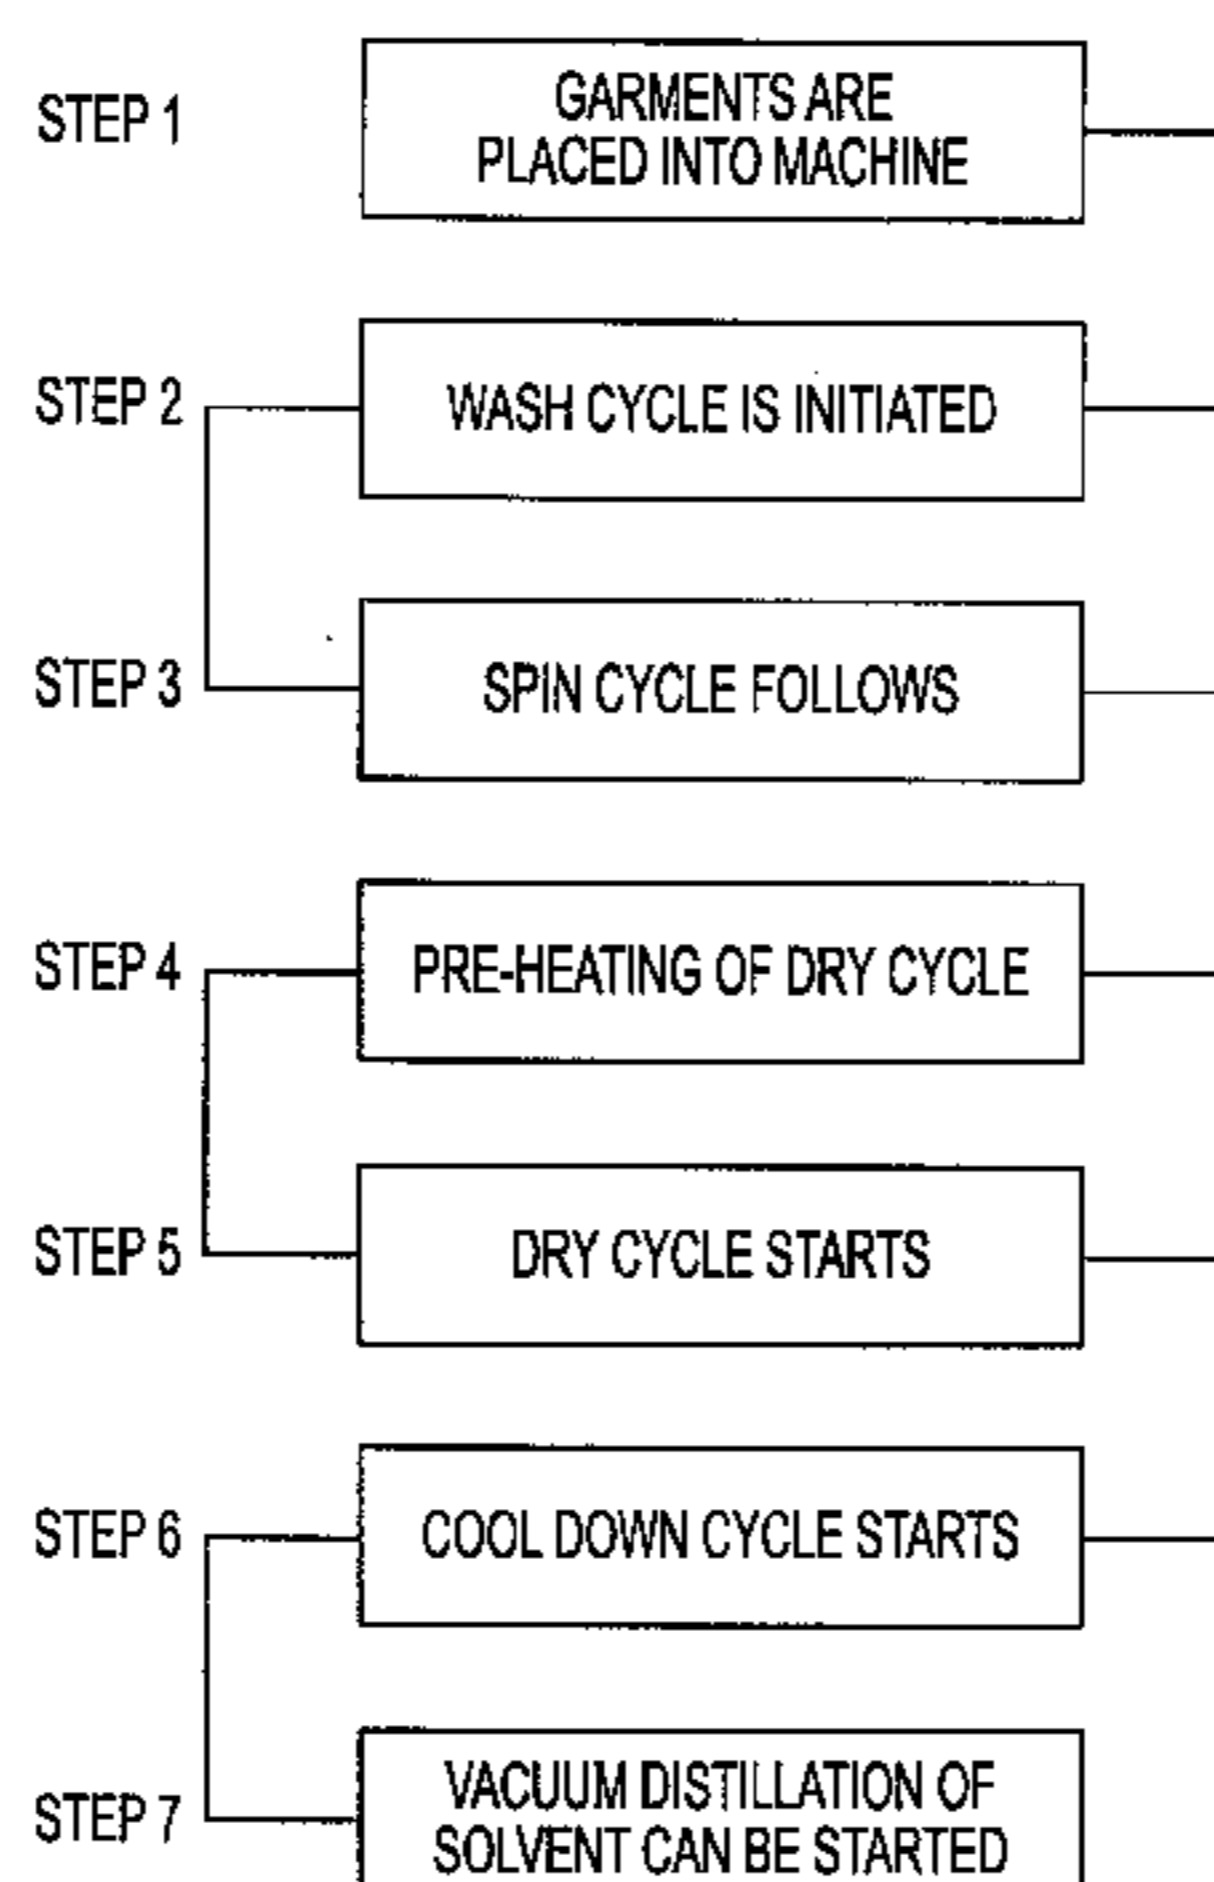 STEP 1
GARMENTS ARE
PLACED INTO MACHINE
STEP 2
WASH CYCLE IS INITIATED
STEP 3
SPIN CYCLE FOLLOWS
STEP 4
PRE-HEATING OF DRY CYCLE
STEP 5
DRY CYCLE STARTS
STEP 6
COOL DOWN CYCLE STARTS
STEP 7
VACUUM DISTILLATION OF
SOLVENT CAN BE STARTED